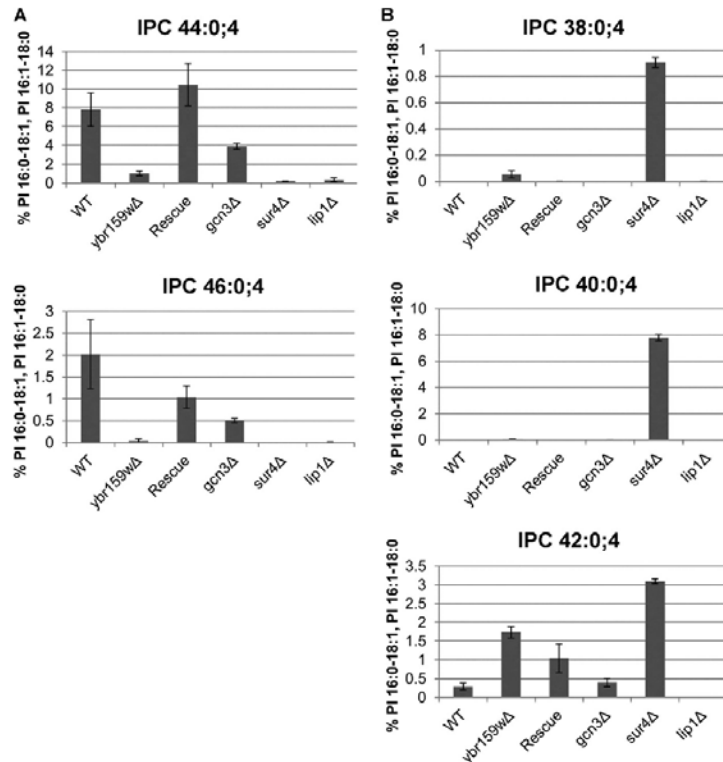 A
IPC 44:0;4
% PI 16:0-18:1, PI 16:1-18:0
14
12
10
8
6
4
2
0
WT
ybr159wΔ
Rescue
gcn3Δ
sur4Δ
lip1Δ
IPC 46:0;4
% PI 16:0-18:1, PI 16:1-18:0
3
2.5
2
1.5
1
0.5
0
WT
ybr159wΔ
Rescue
gcn3Δ
sur4Δ
lip1Δ
B
IPC 38:0;4
% PI 16:0-18:1, PI 16:1-18:0
1
0.8
0.6
0.4
0.2
0
WT
ybr159wΔ
Rescue
gcn3Δ
sur4Δ
lip1Δ
IPC 40:0;4
% PI 16:0-18:1, PI 16:1-18:0
10
8
6
4
2
0
WT
ybr159wΔ
Rescue
gcn3Δ
sur4Δ
lip1Δ
IPC 42:0;4
% PI 16:0-18:1, PI 16:1-18:0
3.5
3
2.5
2
1.5
1
0.5
0
WT
ybr159wΔ
Rescue
gcn3Δ
sur4Δ
lip1Δ